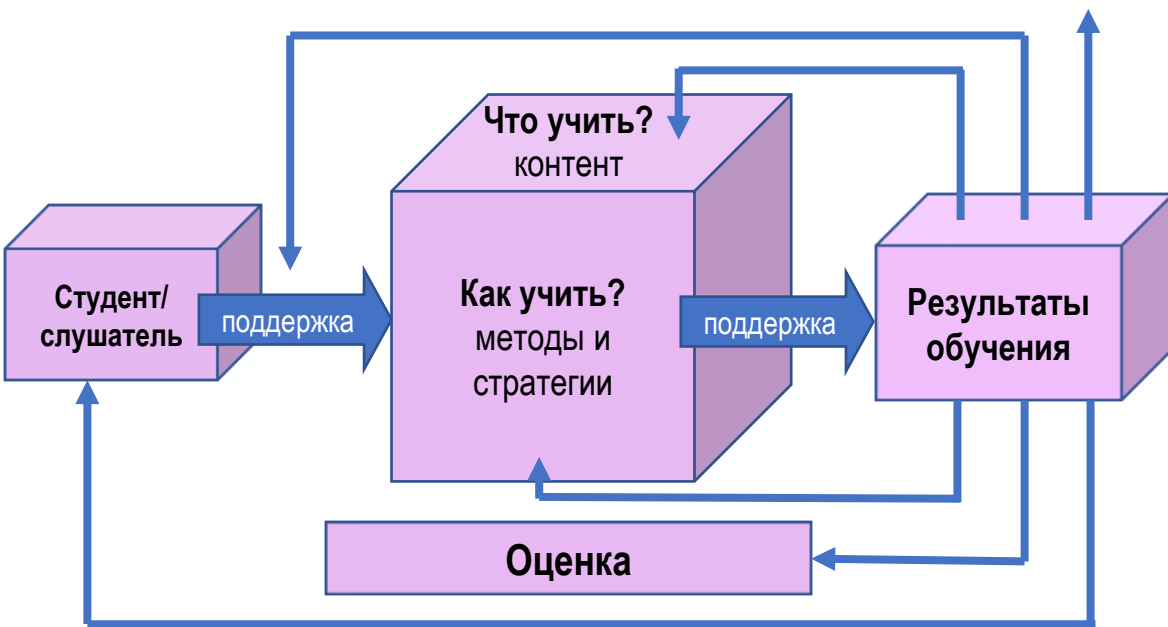 Что учить?
контент
Студент/
слушатель
поддержка
Как учить?
методы и
стратегии
поддержка
Результаты
обучения
Оценка